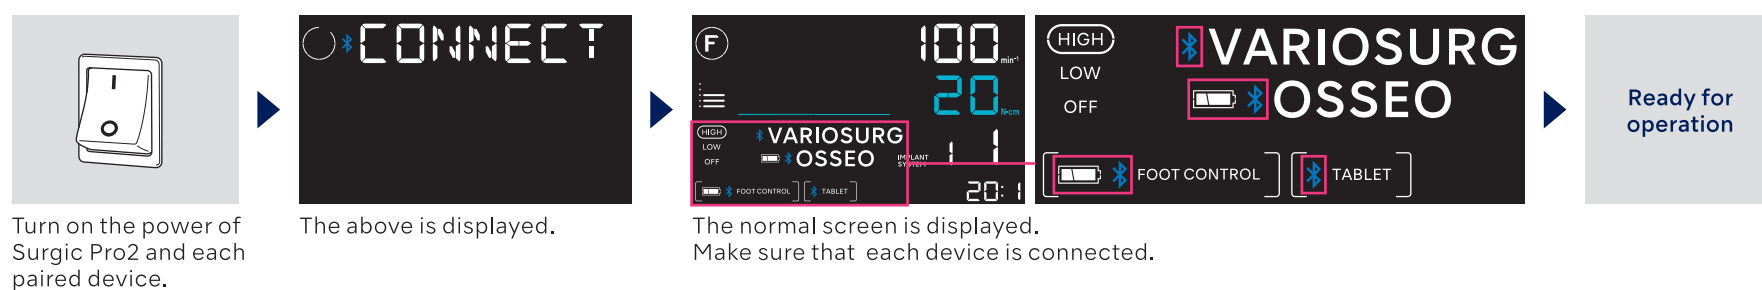 Turn on the power of
Surgic Pro2 and each
paired device.
CONNECT
The above is displayed.
F
100 min⁻¹
20 N•cm
HIGH
LOW
OFF
VARIOSURG
OSSEO
IMPLANT
SYSTEM
1 1
FOOT CONTROL
TABLET
20:1
HIGH
LOW
OFF
VARIOSURG
OSSEO
FOOT CONTROL
TABLET
The normal screen is displayed.
Make sure that each device is connected.
Ready for
operation